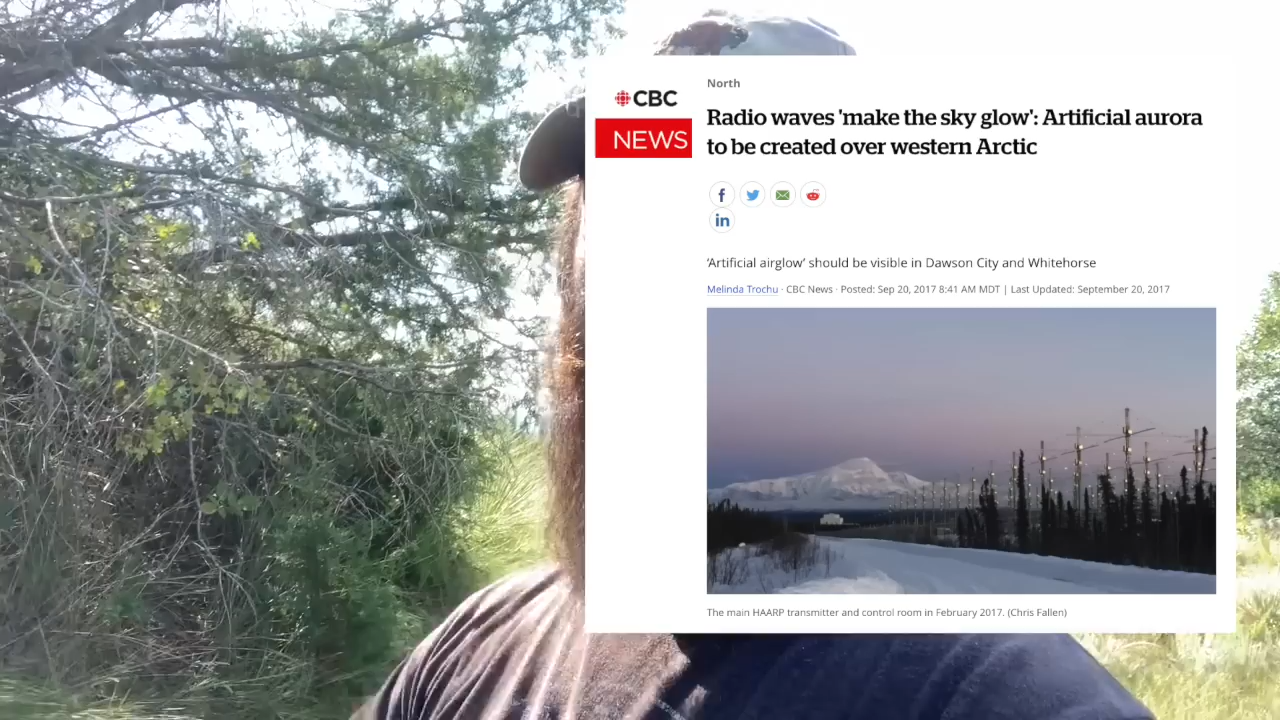 North
CBC
NEWS
Radio waves 'make the sky glow': Artificial aurora
to be created over western Arctic
in
'Artificial airglow' should be visible in Dawson City and Whitehorse
Melinda Trochu · CBC News · Posted: Sep 20, 2017 8:41 AM MDT | Last Updated: September 20, 2017
The main HAARP transmitter and control room in February 2017. (Chris Fallen)